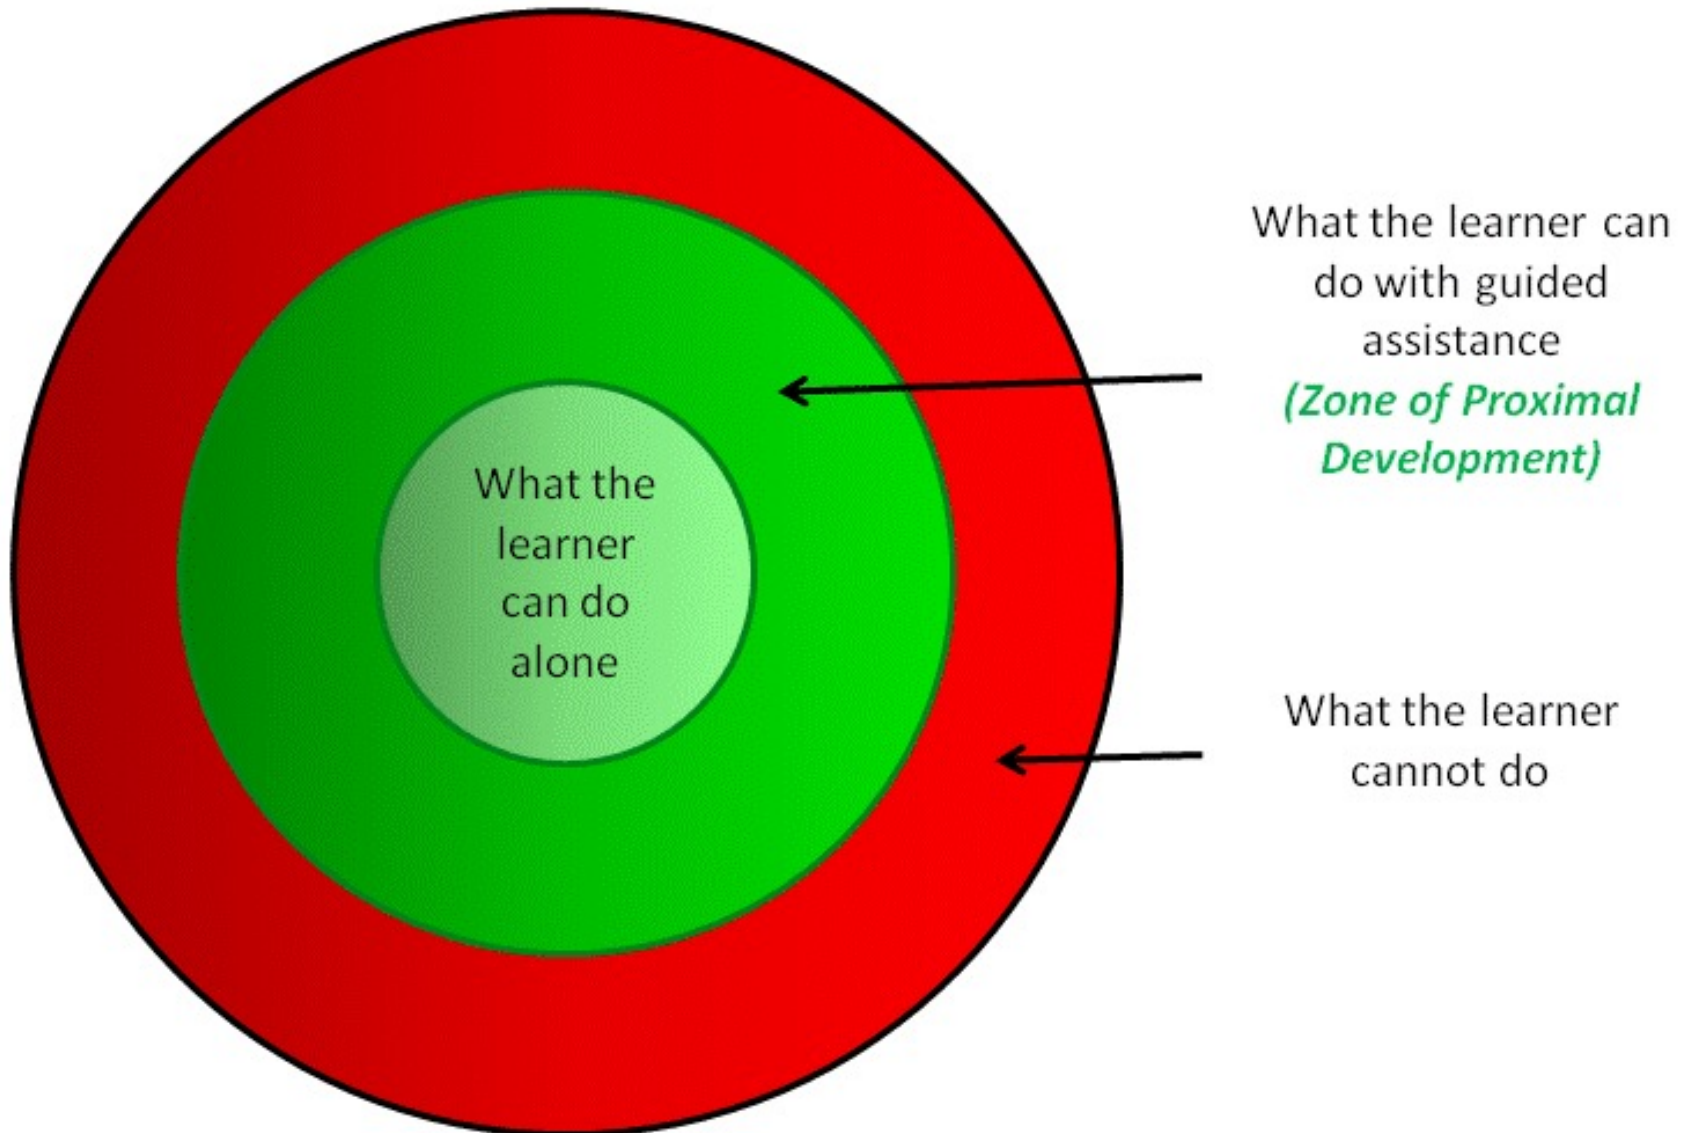 What the learner can
do with guided
assistance
(Zone of Proximal
Development)
What the
learner
can do
alone
What the learner
cannot do